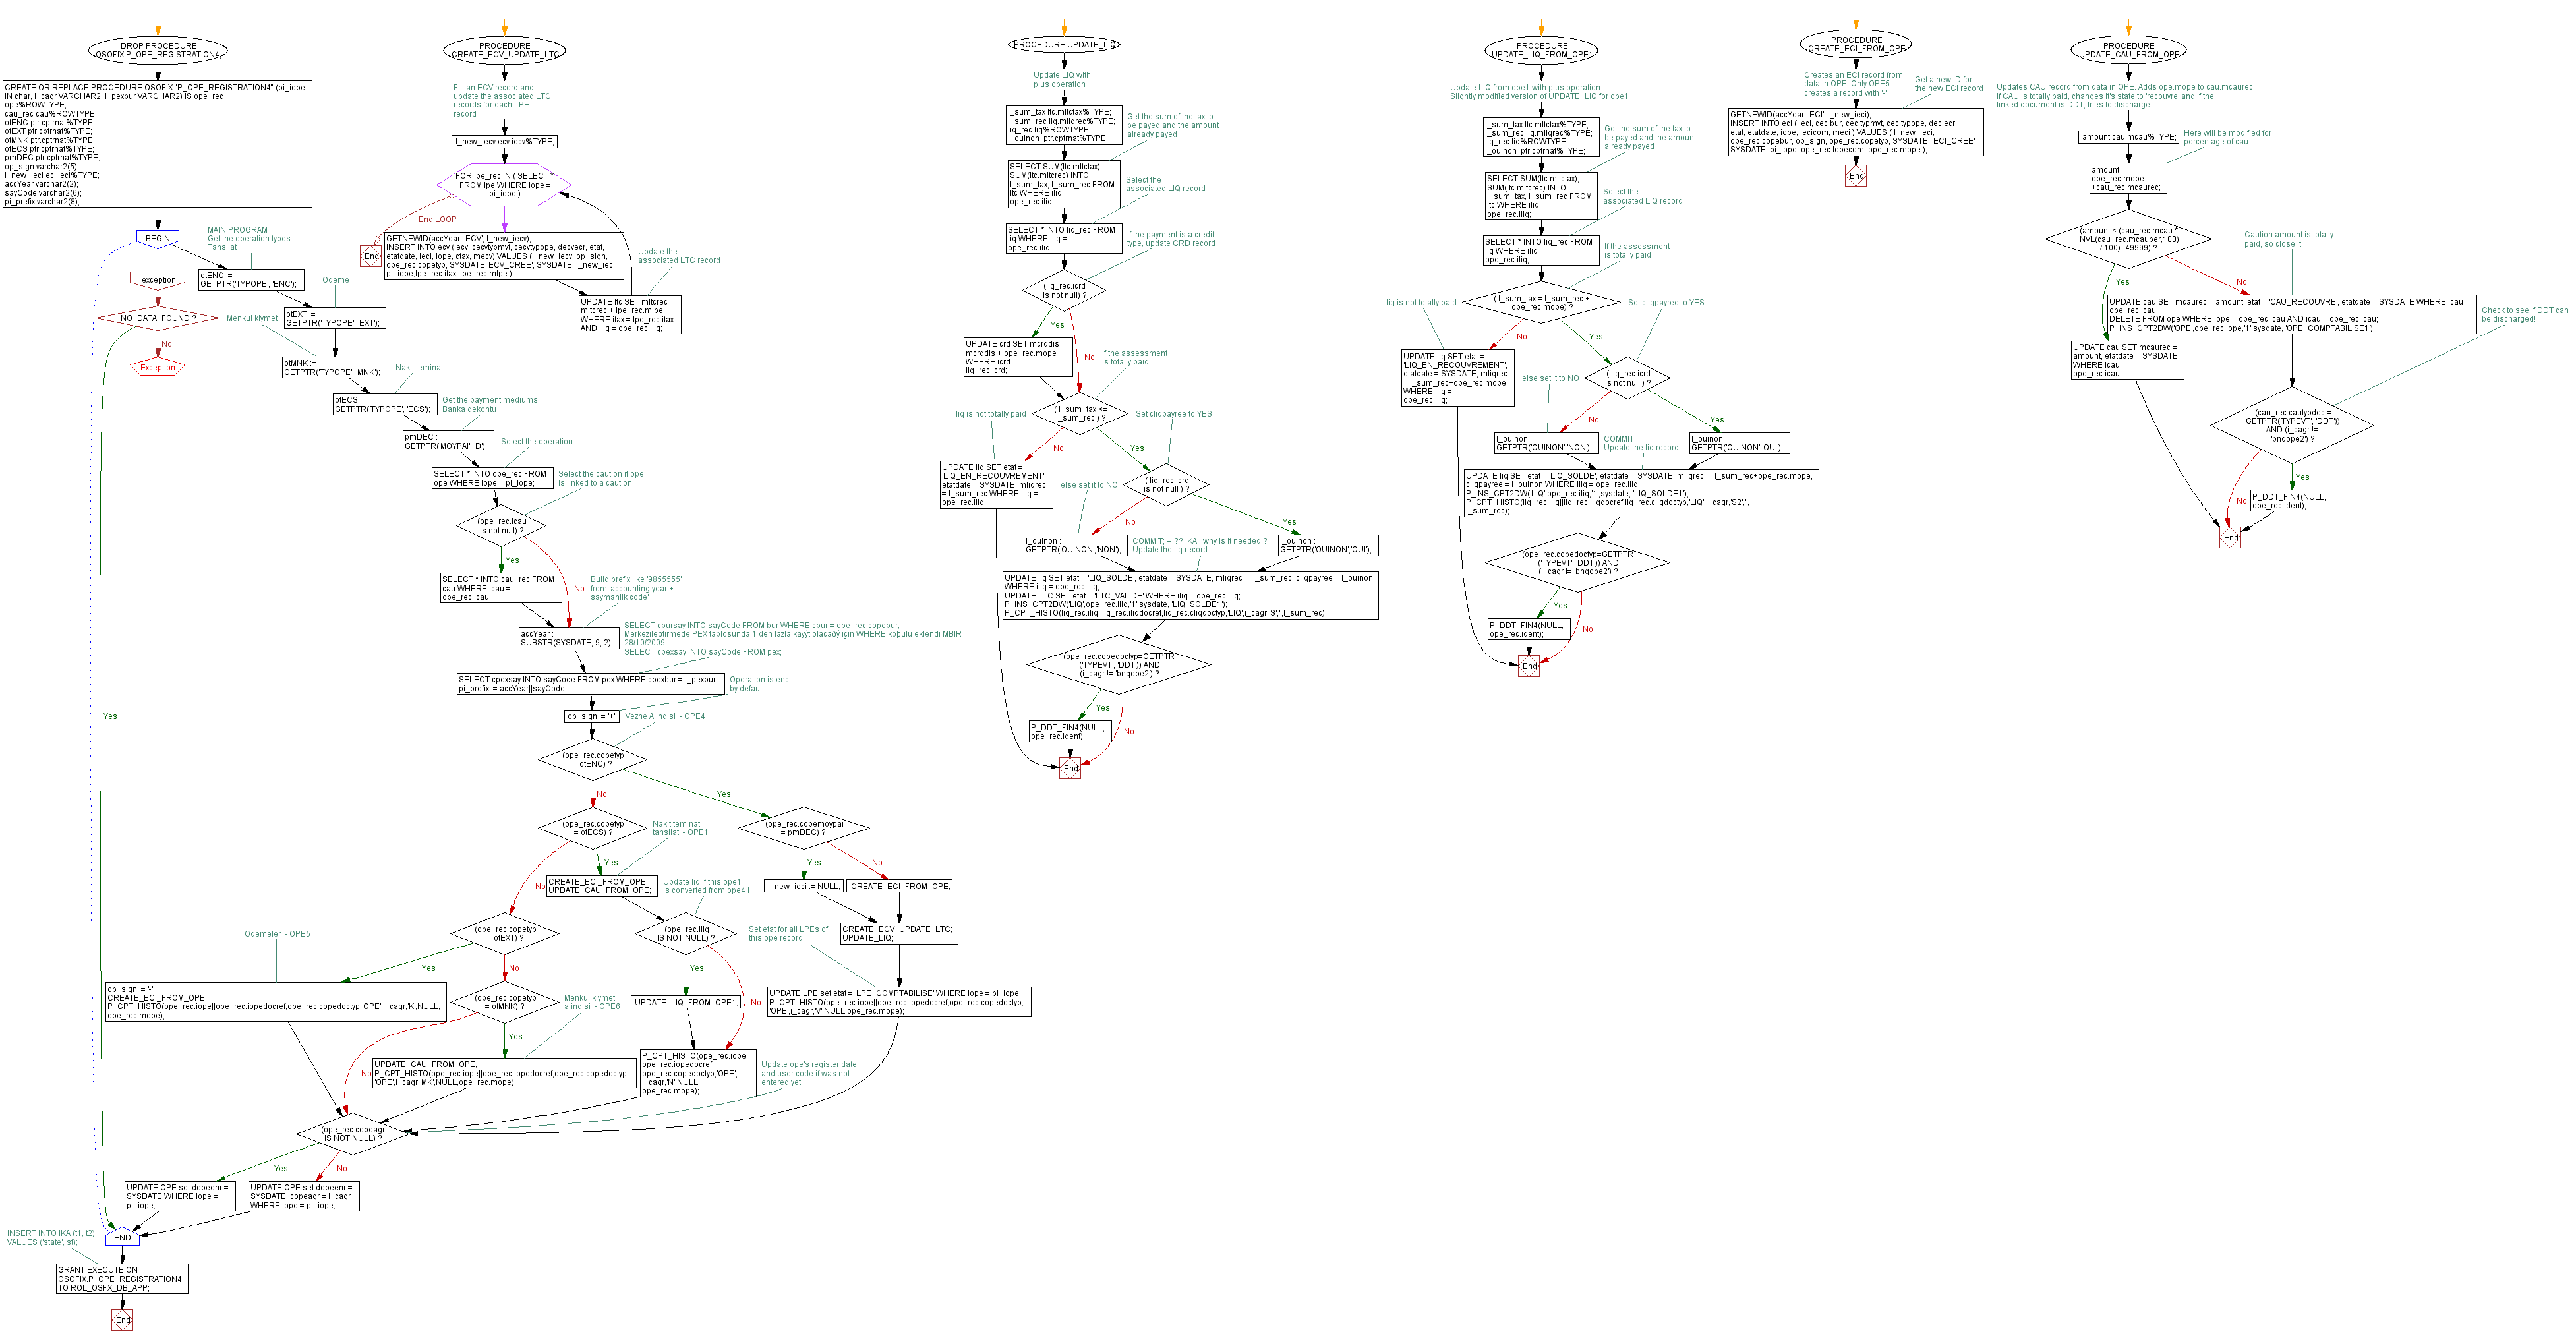 DROP PROCEDURE
OSOFIX.P_OPE_REGISTRATION4;
CREATE OR REPLACE PROCEDURE OSOFIX."P_OPE_REGISTRATION4" (pi_iope
IN char, i_cagr VARCHAR2, i_pexbur VARCHAR2) IS ope_rec
ope%ROWTYPE;
cau_rec cau%ROWTYPE;
otENC ptr.cptrnat%TYPE;
otEXT ptr.cptrnat%TYPE;
otMNK ptr.cptrnat%TYPE;
otECS ptr.cptrnat%TYPE;
pmDEC ptr.cptrnat%TYPE;
op_sign varchar2(5);
l_new_ieci eci.ieci%TYPE;
accYear varchar2(2);
sayCode varchar2(6);
pi_prefix varchar2(8);
BEGIN
MAIN PROGRAM
Get the operation types
Tahsilat
exception
otENC :=
GETPTR('TYPOPE', 'ENC');
Odeme
NO_DATA_FOUND ?
Menkul klymet
otEXT :=
GETPTR('TYPOPE', 'EXT');
No
Exception
otMNK :=
GETPTR('TYPOPE', 'MNK');
Nakit teminat
otECS :=
GETPTR('TYPOPE', 'ECS');
Get the payment mediums
Banka dekontu
pmDEC :=
GETPTR('MOYPAI', 'D');
Select the operation
SELECT * INTO ope_rec FROM
ope WHERE iope = pi_iope;
Select the caution if ope
is linked to a caution...
(ope_rec.icau
is not null) ?
Yes
SELECT * INTO cau_rec FROM
cau WHERE icau =
ope_rec.icau;
No
Build prefix like '9855555'
from 'accounting year +
saymanlik code'
accYear :=
SUBSTR(SYSDATE, 9, 2);
SELECT cbursay INTO sayCode FROM bur WHERE cbur = ope_rec.copebur;
Merkezileþtirmede PEX tablosunda 1 den fazla kayýt olacaðý için WHERE koþulu eklendi MBIR
28/10/2009
SELECT cpexsay INTO sayCode FROM pex;
SELECT cpexsay INTO sayCode FROM pex WHERE cpexbur = i_pexbur;
pi_prefix := accYear||sayCode;
Operation is enc
by default !!!
op_sign := '+';
Vezne Alindisi - OPE4
Yes
(ope_rec.copetyp
= otENC) ?
No
Yes
(ope_rec.copetyp
= otECS) ?
Nakit teminat
tahsilati - OPE1
(ope_rec.copemoypai
= pmDEC) ?
Yes
No
Yes
No
CREATE_ECI_FROM_OPE;
UPDATE_CAU_FROM_OPE;
Update liq if this ope1
is converted from ope4 !
l_new_ieci := NULL;
CREATE_ECI_FROM_OPE;
Odemeler - OPE5
(ope_rec.copetyp
= otEXT) ?
(ope_rec.iliq
IS NOT NULL) ?
Set etat for all LPEs of
this ope record
CREATE_ECV_UPDATE_LTC;
UPDATE_LIQ;
Yes
No
Yes
op_sign := '-';
CREATE_ECI_FROM_OPE;
P_CPT_HISTO(ope_rec.iope||ope_rec.iopedocref,ope_rec.copedoctyp,'OPE',i_cagr,'K',NULL,
ope_rec.mope);
(ope_rec.copetyp
= otMNK) ?
Menkul kiymet
alindisi - OPE6
UPDATE_LIQ_FROM_OPE1;
No
UPDATE LPE set etat = 'LPE_COMPTABILISE' WHERE iope = pi_iope;
P_CPT_HISTO(ope_rec.iope||ope_rec.iopedocref,ope_rec.copedoctyp,
'OPE',i_cagr,'V',NULL,ope_rec.mope);
Yes
No
UPDATE_CAU_FROM_OPE;
P_CPT_HISTO(ope_rec.iope||ope_rec.iopedocref,ope_rec.copedoctyp,
'OPE',i_cagr,'MK',NULL,ope_rec.mope);
P_CPT_HISTO(ope_rec.iope||
ope_rec.iopedocref,
ope_rec.copedoctyp,'OPE',
i_cagr,'N',NULL,
ope_rec.mope);
Update ope's register date
and user code if was not
entered yet!
(ope_rec.copeagr
IS NOT NULL) ?
Yes
No
UPDATE OPE set dopeenr =
SYSDATE WHERE iope =
pi_iope;
UPDATE OPE set dopeenr =
SYSDATE, copeagr = i_cagr
WHERE iope = pi_iope;
INSERT INTO IKA (t1, t2)
VALUES ('state', st);
END
GRANT EXECUTE ON
OSOFIX.P_OPE_REGISTRATION4
TO ROL_OSFX_DB_APP;
End
PROCEDURE
CREATE_ECV_UPDATE_LTC
Fill an ECV record and
update the associated LTC
records for each LPE
record
l_new_iecv ecv.iecv%TYPE;
FOR lpe_rec IN ( SELECT *
FROM lpe WHERE iope =
pi_iope )
End LOOP
End
GETNEWID(accYear, 'ECV', l_new_iecv);
INSERT INTO ecv (iecv, cecvtypmvt, cecvtypope, decvecr, etat,
etatdate, ieci, iope, ctax, mecv) VALUES (l_new_iecv, op_sign,
ope_rec.copetyp, SYSDATE,'ECV_CREE', SYSDATE, l_new_ieci,
pi_iope,lpe_rec.itax, lpe_rec.mlpe );
Update the
associated LTC record
UPDATE ltc SET mltcrec =
mltcrec + lpe_rec.mlpe
WHERE itax = lpe_rec.itax
AND iliq = ope_rec.iliq;
PROCEDURE UPDATE_LIQ
Update LIQ with
plus operation
l_sum_tax ltc.mltctax%TYPE;
l_sum_rec liq.mliqrec%TYPE;
liq_rec liq%ROWTYPE;
l_ouinon ptr.cptrnat%TYPE;
Get the sum of the tax to
be payed and the amount
already payed
SELECT SUM(ltc.mltctax),
SUM(ltc.mltcrec) INTO
l_sum_tax, l_sum_rec FROM
ltc WHERE iliq =
ope_rec.iliq;
Select the
associated LIQ record
SELECT * INTO liq_rec FROM
liq WHERE iliq =
ope_rec.iliq;
If the payment is a credit
type, update CRD record
(liq_rec.icrd
is not null) ?
Yes
UPDATE crd SET mcrddis =
mcrddis + ope_rec.mope
WHERE icrd =
liq_rec.icrd;
No
If the assessment
is totally paid
liq is not totally paid
( l_sum_tax <=
l_sum_rec ) ?
Set cliqpayree to YES
No
Yes
UPDATE liq SET etat =
'LIQ_EN_RECOUVREMENT',
etatdate = SYSDATE, mliqrec
= l_sum_rec WHERE iliq =
ope_rec.iliq;
else set it to NO
( liq_rec.icrd
is not null ) ?
No
Yes
l_ouinon :=
GETPTR('OUINON','NON');
COMMIT; -- ?? IKA!: why is it needed ?
Update the liq record
l_ouinon :=
GETPTR('OUINON','OUI');
UPDATE liq SET etat = 'LIQ_SOLDE', etatdate = SYSDATE, mliqrec = l_sum_rec, cliqpayree = l_ouinon
WHERE iliq = ope_rec.iliq;
UPDATE LTC SET etat = 'LTC_VALIDE' WHERE iliq = ope_rec.iliq;
P_INS_CPT2DW('LIQ',ope_rec.iliq,'1',sysdate, 'LIQ_SOLDE1');
P_CPT_HISTO(liq_rec.iliq||liq_rec.iliqdocref,liq_rec.cliqdoctyp,'LIQ',i_cagr,'S','',l_sum_rec);
(ope_rec.copedoctyp=GETPTR
('TYPEVT', 'DDT')) AND
(i_cagr != 'bnqope2') ?
Yes
P_DDT_FIN4(NULL,
ope_rec.ident);
No
End
PROCEDURE
UPDATE_LIQ_FROM_OPE1
Update LIQ from ope1 with plus operation
Slightly modified version of UPDATE_LIQ for ope1
l_sum_tax ltc.mltctax%TYPE;
l_sum_rec liq.mliqrec%TYPE;
liq_rec liq%ROWTYPE;
l_ouinon ptr.cptrnat%TYPE;
Get the sum of the tax to
be payed and the amount
already payed
SELECT SUM(ltc.mltctax),
SUM(ltc.mltcrec) INTO
l_sum_tax, l_sum_rec FROM
ltc WHERE iliq =
ope_rec.iliq;
Select the
associated LIQ record
SELECT * INTO liq_rec FROM
liq WHERE iliq =
ope_rec.iliq;
If the assessment
is totally paid
liq is not totally paid
( l_sum_tax = l_sum_rec +
ope_rec.mope) ?
Set cliqpayree to YES
No
Yes
UPDATE liq SET etat =
'LIQ_EN_RECOUVREMENT',
etatdate = SYSDATE, mliqrec
= l_sum_rec+ope_rec.mope
WHERE iliq =
ope_rec.iliq;
else set it to NO
( liq_rec.icrd
is not null ) ?
No
Yes
l_ouinon :=
GETPTR('OUINON','NON');
COMMIT;
Update the liq record
l_ouinon :=
GETPTR('OUINON','OUI');
UPDATE liq SET etat = 'LIQ_SOLDE', etatdate = SYSDATE, mliqrec = l_sum_rec+ope_rec.mope,
cliqpayree = l_ouinon WHERE iliq = ope_rec.iliq;
P_INS_CPT2DW('LIQ',ope_rec.iliq,'1',sysdate, 'LIQ_SOLDE1');
P_CPT_HISTO(liq_rec.iliq||liq_rec.iliqdocref,liq_rec.cliqdoctyp,'LIQ',i_cagr,'S2','',
l_sum_rec);
(ope_rec.copedoctyp=GETPTR
('TYPEVT', 'DDT')) AND
(i_cagr != 'bnqope2') ?
Yes
P_DDT_FIN4(NULL,
ope_rec.ident);
No
End
PROCEDURE
CREATE_ECI_FROM_OPE
Creates an ECI record from
data in OPE. Only OPE5
creates a record with '-'
Get a new ID for
the new ECI record
GETNEWID(accYear, 'ECI', l_new_ieci);
INSERT INTO eci ( ieci, cecibur, cecitypmvt, cecitypope, deciecr,
etat, etatdate, iope, lecicom, meci ) VALUES ( l_new_ieci,
ope_rec.copebur, op_sign, ope_rec.copetyp, SYSDATE, 'ECI_CREE',
SYSDATE, pi_iope, ope_rec.lopecom, ope_rec.mope );
End
PROCEDURE
UPDATE_CAU_FROM_OPE
Updates CAU record from data in OPE. Adds ope.mope to cau.mcaurec.
If CAU is totally paid, changes it's state to 'recouvre' and if the
linked document is DDT, tries to discharge it.
amount cau.mcau%TYPE;
Here will be modified for
percentage of cau
amount :=
ope_rec.mope
+cau_rec.mcaurec;
(amount < (cau_rec.mcau *
NVL(cau_rec.mcauper,100)
/ 100) -49999) ?
Caution amount is totally
paid, so close it
Yes
No
UPDATE cau SET mcaurec = amount, etat = 'CAU_RECOUVRE', etatdate = SYSDATE WHERE icau =
ope_rec.icau;
DELETE FROM ope WHERE iope = ope_rec.icau AND icau = ope_rec.icau;
P_INS_CPT2DW('OPE',ope_rec.iope,'1',sysdate, 'OPE_COMPTABILISE1');
Check to see if DDT can
be discharged!
UPDATE cau SET mcaurec =
amount, etatdate = SYSDATE
WHERE icau =
ope_rec.icau;
(cau_rec.cautypdec =
GETPTR('TYPEVT', 'DDT'))
AND (i_cagr !=
'bnqope2') ?
Yes
No
P_DDT_FIN4(NULL,
ope_rec.ident);
End